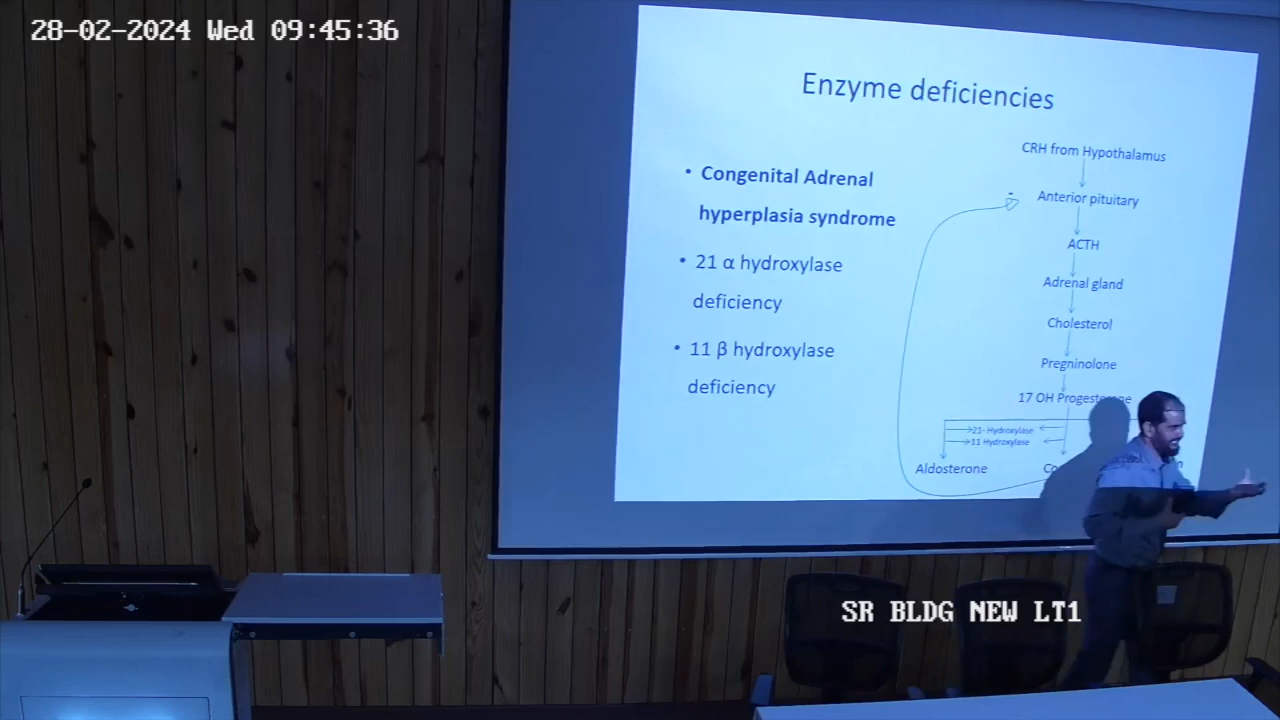 28-02-2024 Wed 09:45:36
Enzyme deficiencies
• Congenital Adrenal
hyperplasia syndrome
• 21 α hydroxylase
deficiency
• 11 β hydroxylase
deficiency
CRH from Hypothalamus
-
Anterior pituitary
ACTH
Adrenal gland
Cholesterol
Pregninolone
17 OH Progesterone
21- Hydroxylase
11 Hydroxylase
Aldosterone
SR BLDG NEW LT1